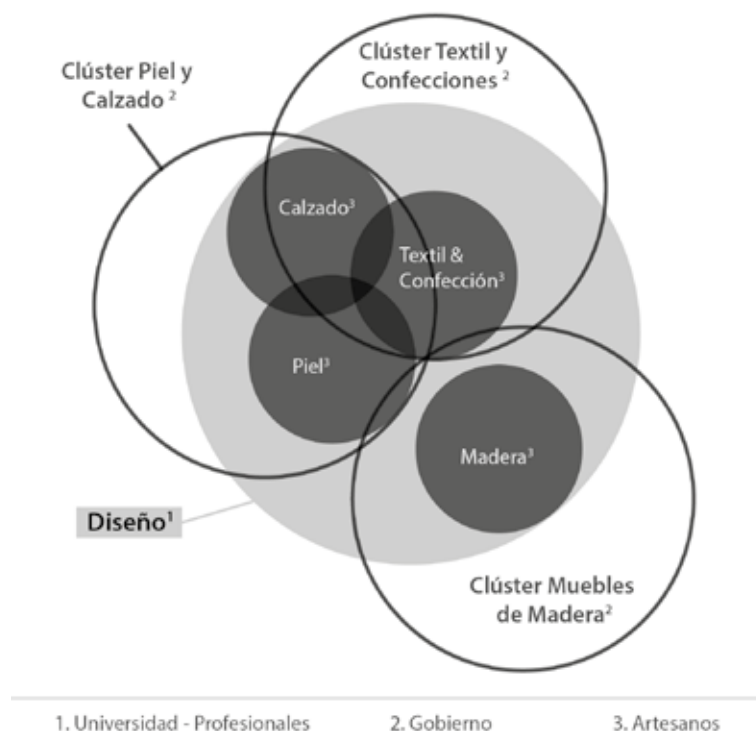 Clúster Textil y
Confecciones ²
Clúster Piel y
Calzado ²
Calzado³
Textil &
Confección³
Piel³
Madera³
Diseño¹
Clúster Muebles
de Madera²
1. Universidad - Profesionales
2. Gobierno
3. Artesanos